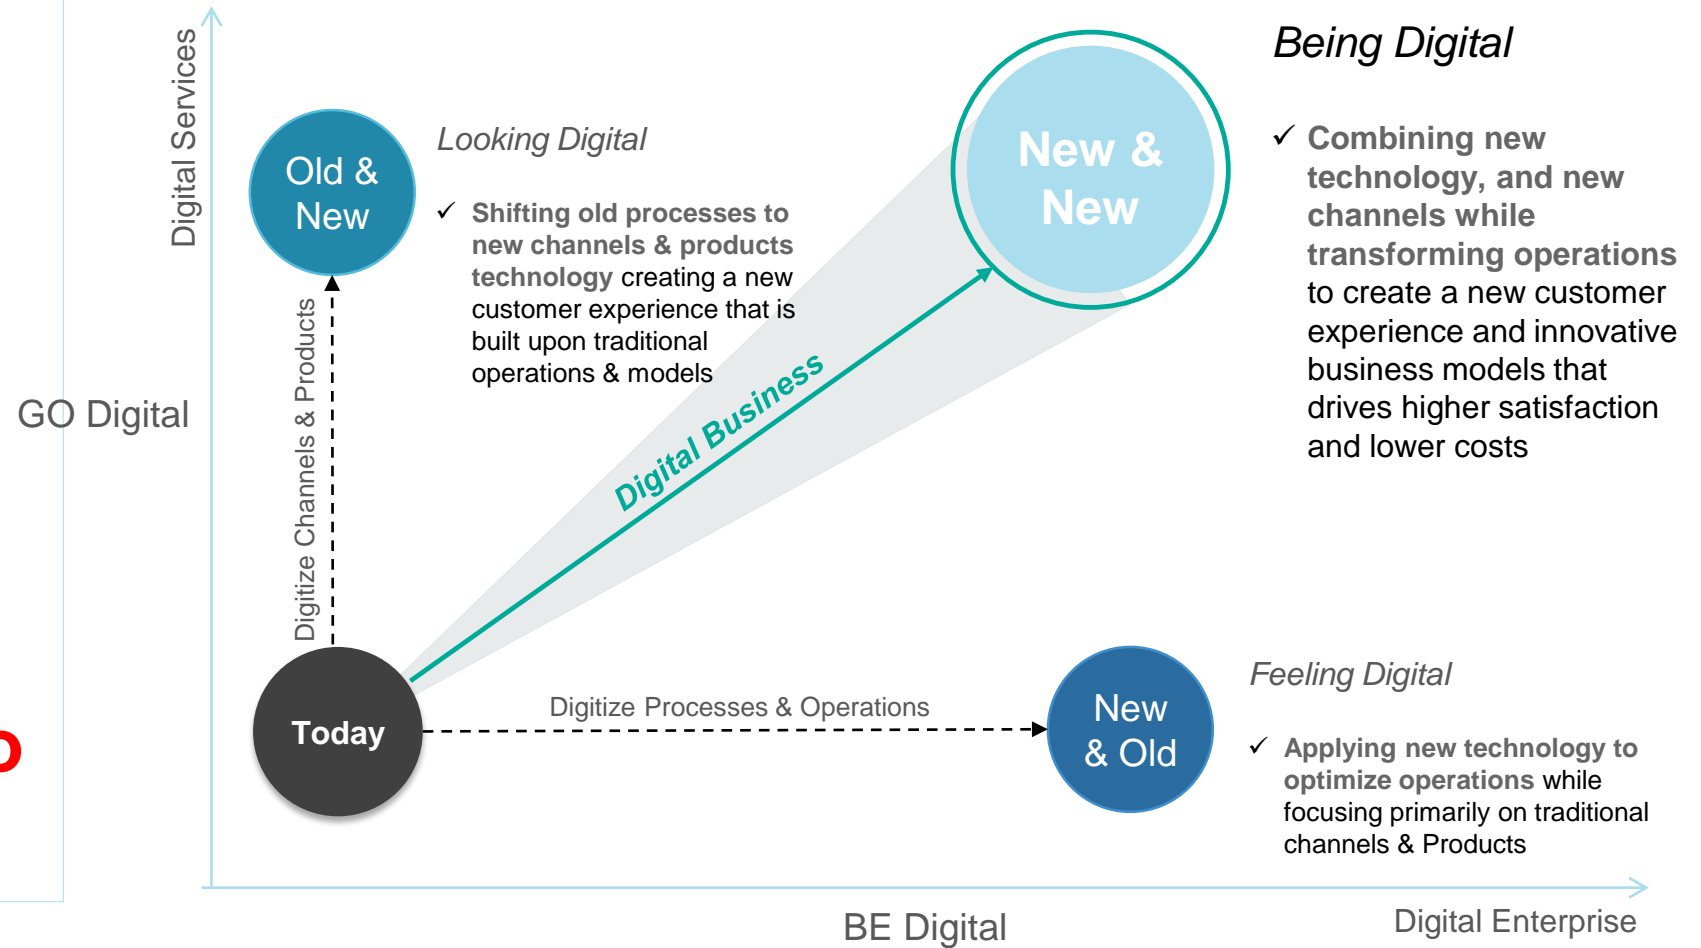 Digital Services
GO Digital
Old &
New
Looking Digital
✓ Shifting old processes to
new channels & products
technology creating a new
customer experience that is
built upon traditional
operations & models
Digitize Channels & Products
Digital Business
New &
New
Being Digital
✓ Combining new
technology, and new
channels while
transforming operations
to create a new customer
experience and innovative
business models that
drives higher satisfaction
and lower costs
Today
Digitize Processes & Operations
New
& Old
Feeling Digital
✓ Applying new technology to
optimize operations while
focusing primarily on traditional
channels & Products
BE Digital
Digital Enterprise